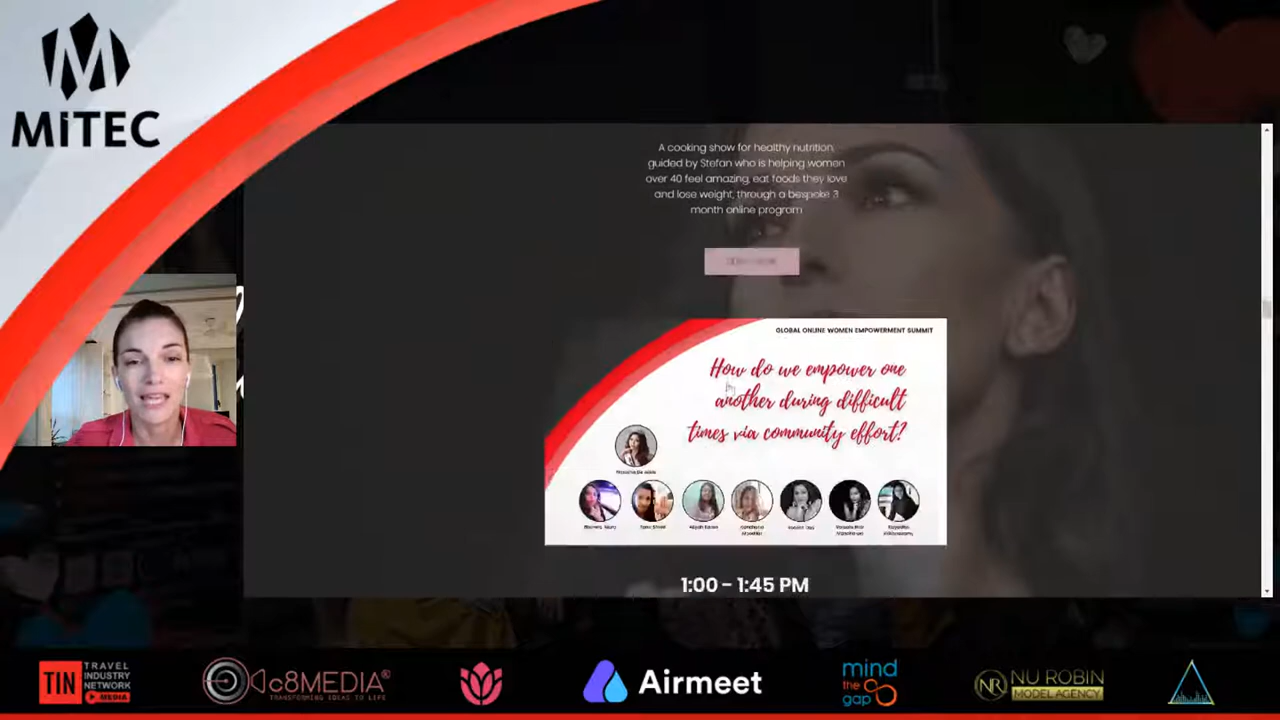 MiTEC
A cooking show for healthy nutrition,
guided by Stefan who is helping women
over 40 feel amazing, eat foods they love
and lose weight, through a bespoke 3
month online program
GLOBAL ONLINE WOMEN EMPOWERMENT SUMMIT
How do we empower one
another during difficult
times via community effort?
1:00 - 1:45 PM
TIN TRAVEL
INDUSTRY
NETWORK
MEDIA
c8MEDIA®
TRANSFORMING IDEAS TO LIFE
Airmeet
mind
the
gap
NR NU ROBIN
MODEL AGENCY